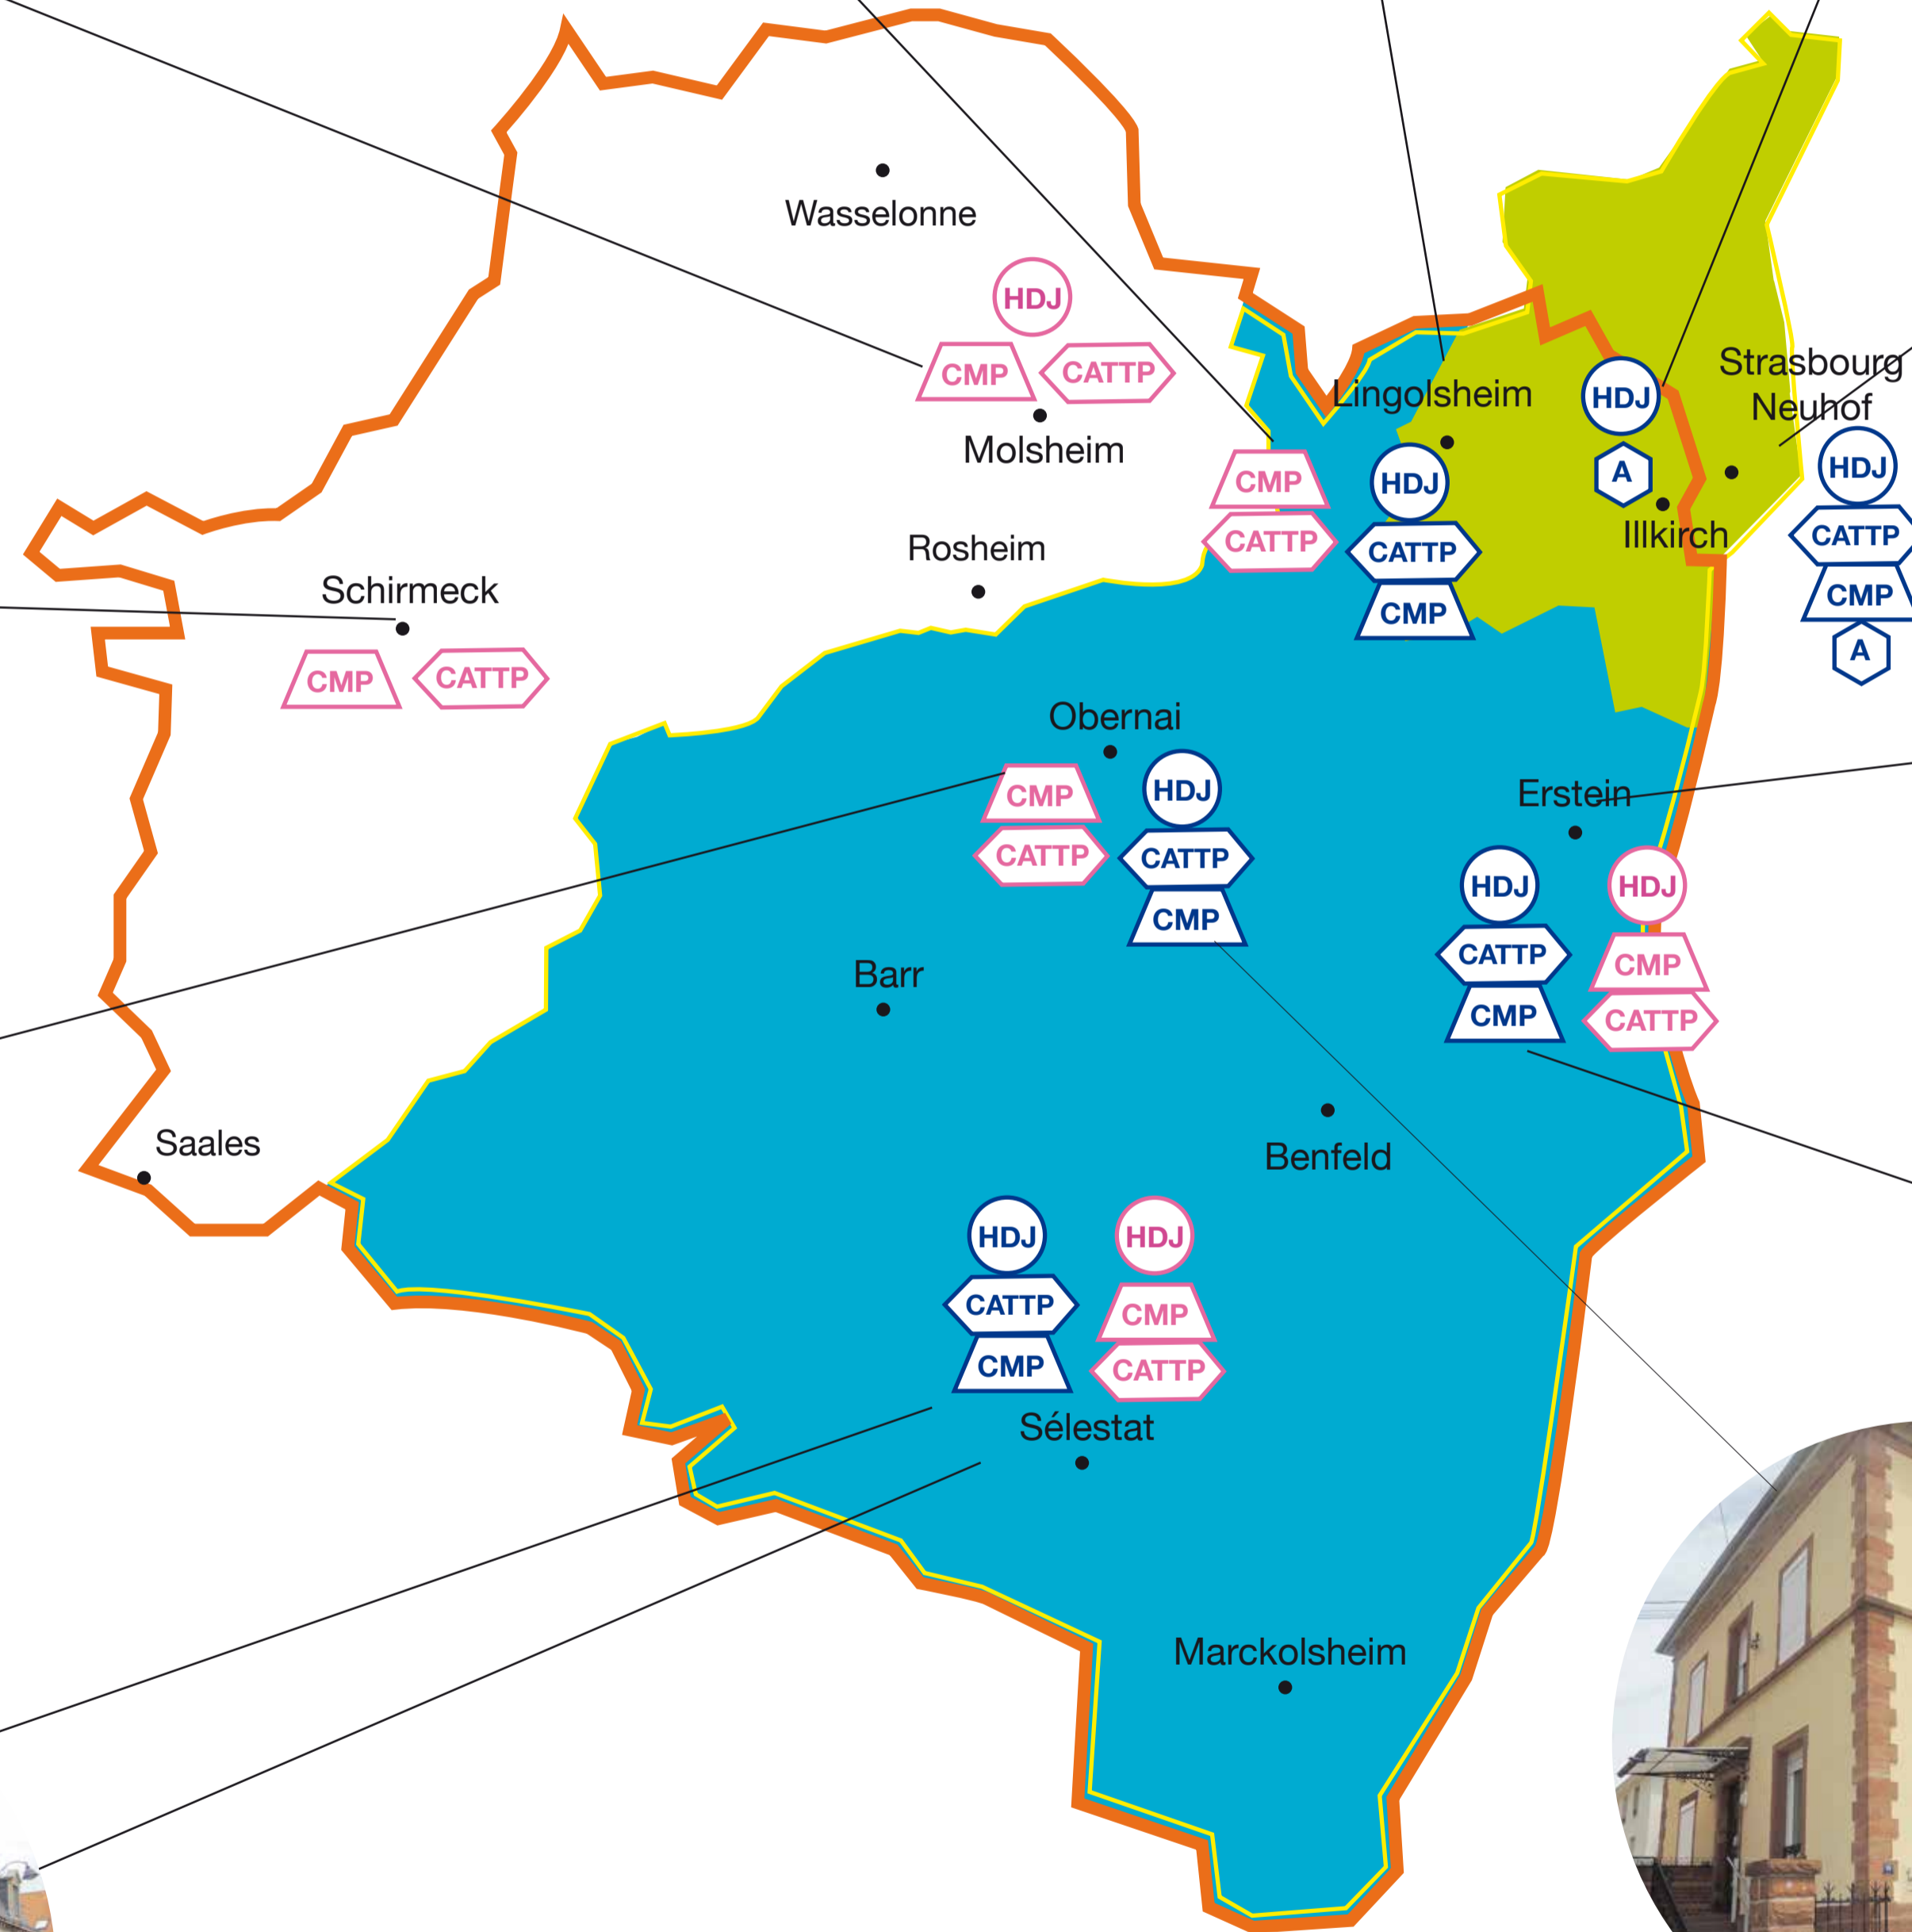 Wasselonne
HDJ
CMP
CATTP
Molsheim
Strasbourg
Neuhof
Lingolsheim
HDJ
A
Illkirch
HDJ
CATTP
CMP
A
CMP
CATTP
HDJ
CATTP
CMP
Rosheim
Schirmeck
CMP
CATTP
Obernai
CMP
CATTP
HDJ
CATTP
CMP
Erstein
HDJ
CATTP
CMP
HDJ
CMP
CATTP
Barr
Benfeld
Saales
HDJ
CATTP
CMP
HDJ
CMP
CATTP
Sélestat
Marckolsheim